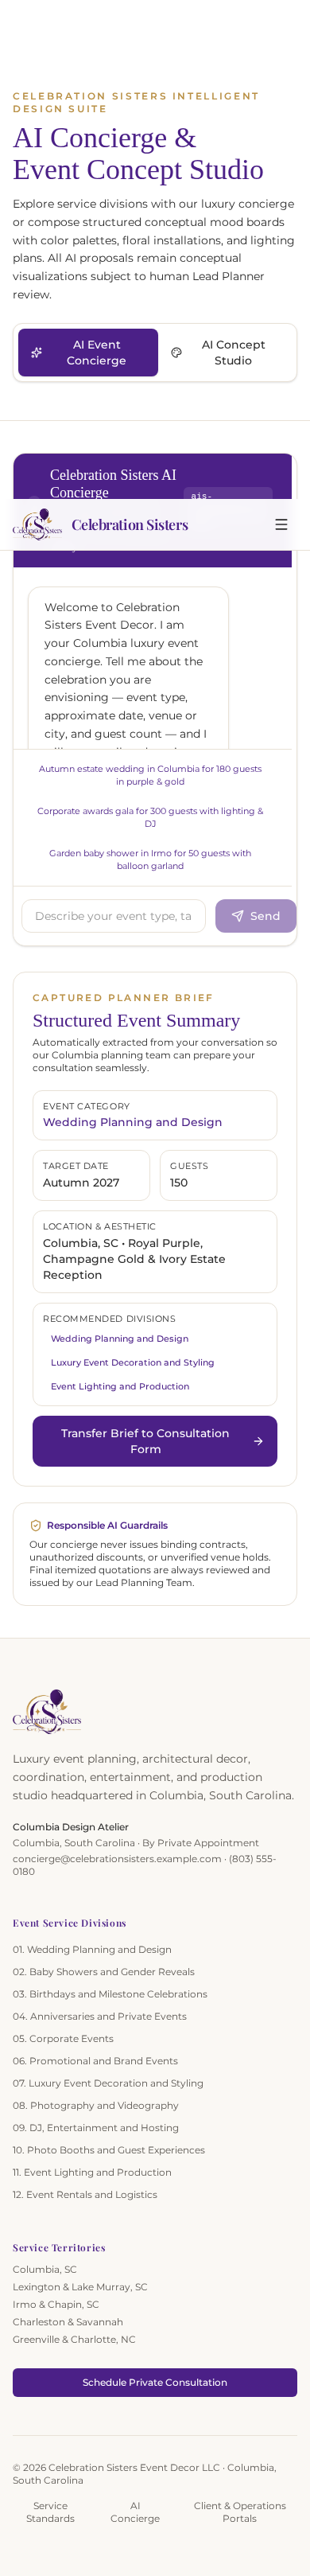 CELEBRATION SISTERS INTELLIGENT
DESIGN SUITE
AI Concierge &
Event Concept Studio
Explore service divisions with our luxury concierge
or compose structured conceptual mood boards
with color palettes, floral installations, and lighting
plans. All AI proposals remain conceptual
visualizations subject to human Lead Planner
review.
AI Event
Concierge
AI Concept
Studio
Celebration Sisters AI
Concierge
ais-
CelebrationSisters
Celebration Sisters
Welcome to Celebration
Sisters Event Decor. I am
your Columbia luxury event
concierge. Tell me about the
celebration you are
envisioning — event type,
approximate date, venue or
city, and guest count — and I
Autumn estate wedding in Columbia for 180 guests
in purple & gold
Corporate awards gala for 300 guests with lighting &
DJ
Garden baby shower in Irmo for 50 guests with
balloon garland
Describe your event type, ta
Send
CAPTURED PLANNER BRIEF
Structured Event Summary
Automatically extracted from your conversation so
our Columbia planning team can prepare your
consultation seamlessly.
EVENT CATEGORY
Wedding Planning and Design
TARGET DATE
Autumn 2027
GUESTS
150
LOCATION & AESTHETIC
Columbia, SC • Royal Purple,
Champagne Gold & Ivory Estate
Reception
RECOMMENDED DIVISIONS
Wedding Planning and Design
Luxury Event Decoration and Styling
Event Lighting and Production
Transfer Brief to Consultation
Form
Responsible AI Guardrails
Our concierge never issues binding contracts,
unauthorized discounts, or unverified venue holds.
Final itemized quotations are always reviewed and
issued by our Lead Planning Team.
CelebrationSisters
Luxury event planning, architectural decor,
coordination, entertainment, and production
studio headquartered in Columbia, South Carolina.
Columbia Design Atelier
Columbia, South Carolina · By Private Appointment
concierge@celebrationsisters.example.com · (803) 555-
0180
Event Service Divisions
01. Wedding Planning and Design
02. Baby Showers and Gender Reveals
03. Birthdays and Milestone Celebrations
04. Anniversaries and Private Events
05. Corporate Events
06. Promotional and Brand Events
07. Luxury Event Decoration and Styling
08. Photography and Videography
09. DJ, Entertainment and Hosting
10. Photo Booths and Guest Experiences
11. Event Lighting and Production
12. Event Rentals and Logistics
Service Territories
Columbia, SC
Lexington & Lake Murray, SC
Irmo & Chapin, SC
Charleston & Savannah
Greenville & Charlotte, NC
Schedule Private Consultation
© 2026 Celebration Sisters Event Decor LLC · Columbia,
South Carolina
Service
Standards
AI
Concierge
Client & Operations
Portals